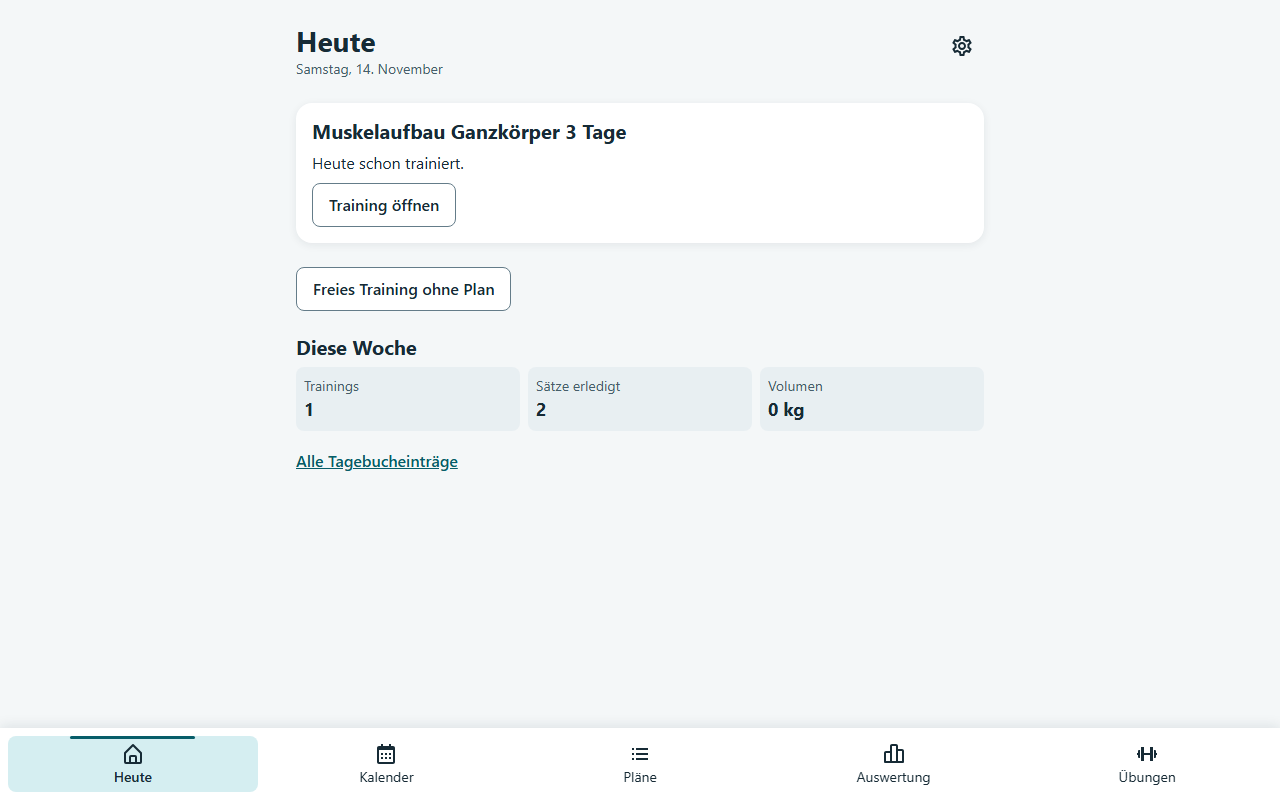 Heute
Samstag, 14. November
Muskelaufbau Ganzkörper 3 Tage
Heute schon trainiert.
Training öffnen
Freies Training ohne Plan
Diese Woche
Trainings
1
Sätze erledigt
2
Volumen
0 kg
Alle Tagebucheinträge
Heute
Kalender
Pläne
Auswertung
Übungen